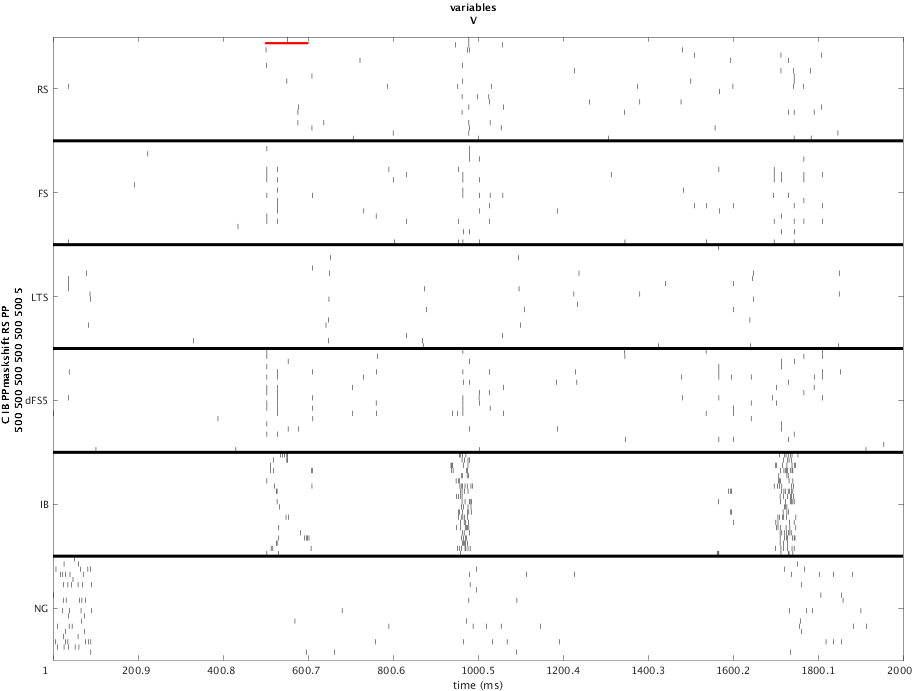 variables
V
RS
FS
LTS
dFS5
IB
NG
C IB PPmaskshift RS PP
500 500 500 500 500 500 500 5
1
200.9
400.8
600.7
800.6
1000.5
1200.4
1400.3
1600.2
1800.1
2000
time (ms)